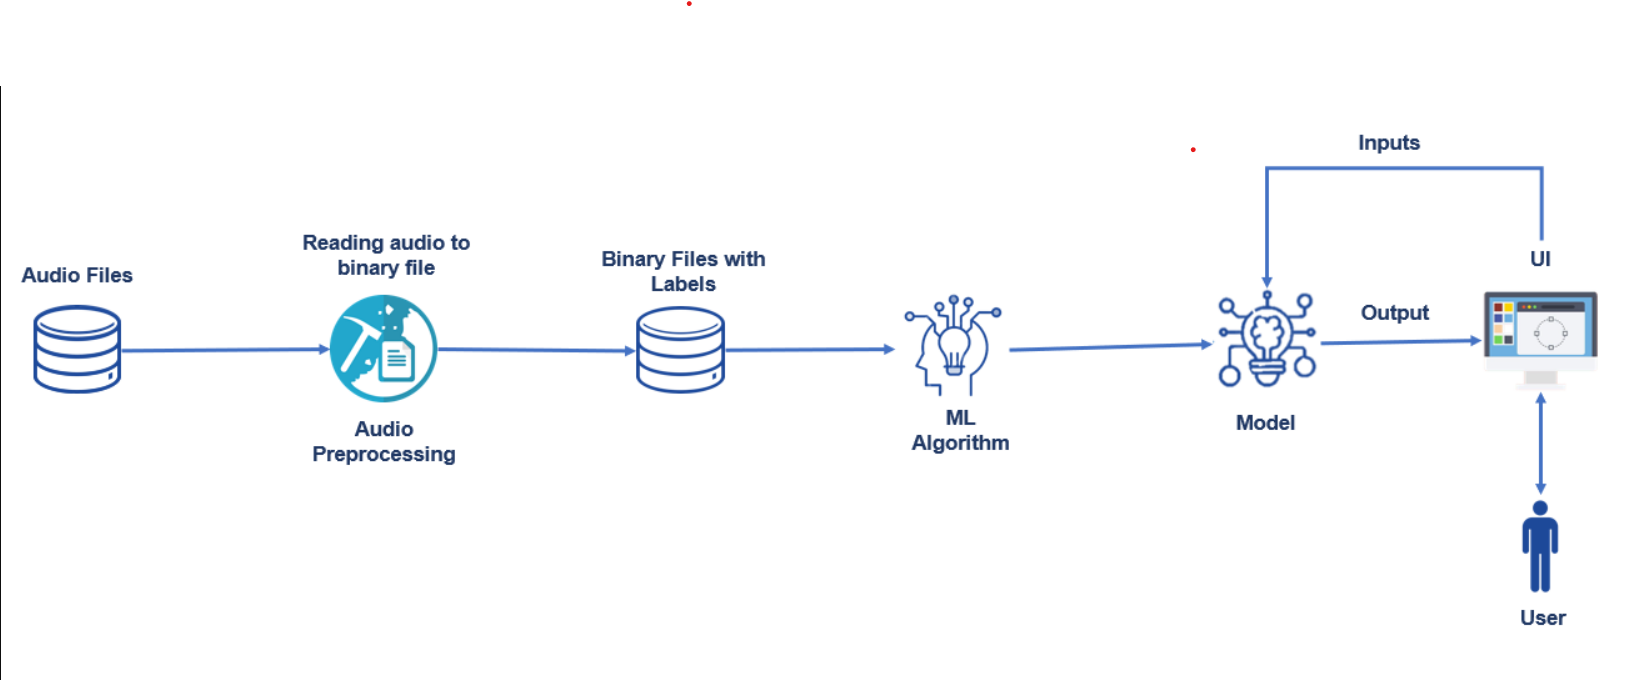 Inputs
Reading audio to
binary file
Audio Files
Binary Files with
Labels
UI
Output
Audio
Preprocessing
ML
Algorithm
Model
User